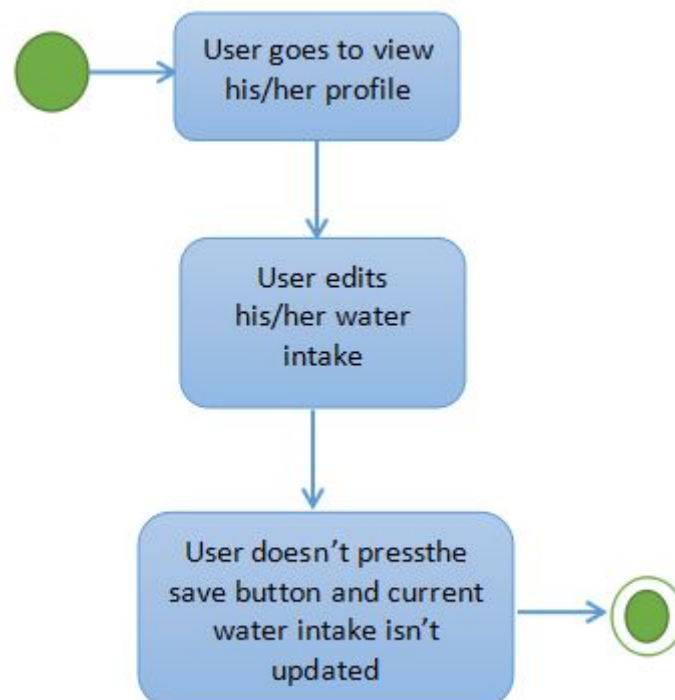 User goes to view
his/her profile
User edits
his/her water
intake
User doesn't pressthe
save button and current
water intake isn't
updated